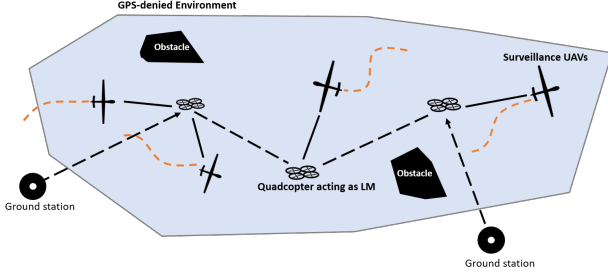 GPS-denied Environment
Obstacle
Surveillance UAVs
Quadcopter acting as LM
Obstacle
Ground station
Ground station